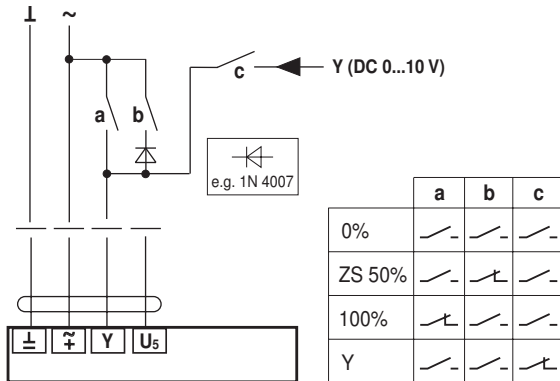 ⊥ ~
c
Y (DC 0...10 V)
a b
e.g. 1N 4007
a b c
0%
ZS 50%
100%
Y
⊥ ~+ Y U5